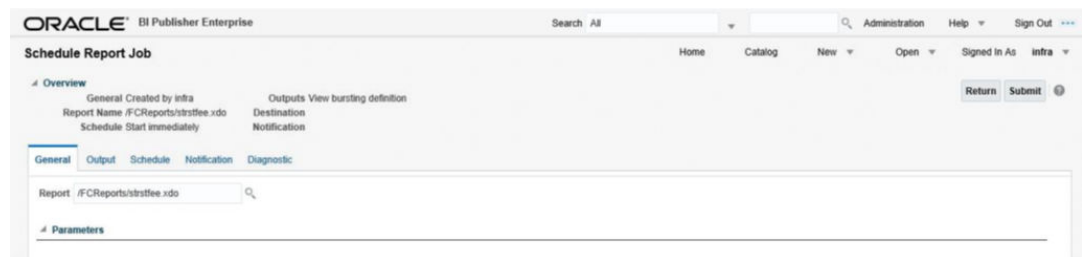 ORACLE BI Publisher Enterprise Search All Administration Help Sign Out
Schedule Report Job Home Catalog New Open Signed In As infra
Overview
General Created by infra Outputs View bursting definition Return Submit
Report Name /FCReports/strstfee.xdo Destination
Schedule Start immediately Notification
General Output Schedule Notification Diagnostic
Report /FCReports/strstfee.xdo
Parameters